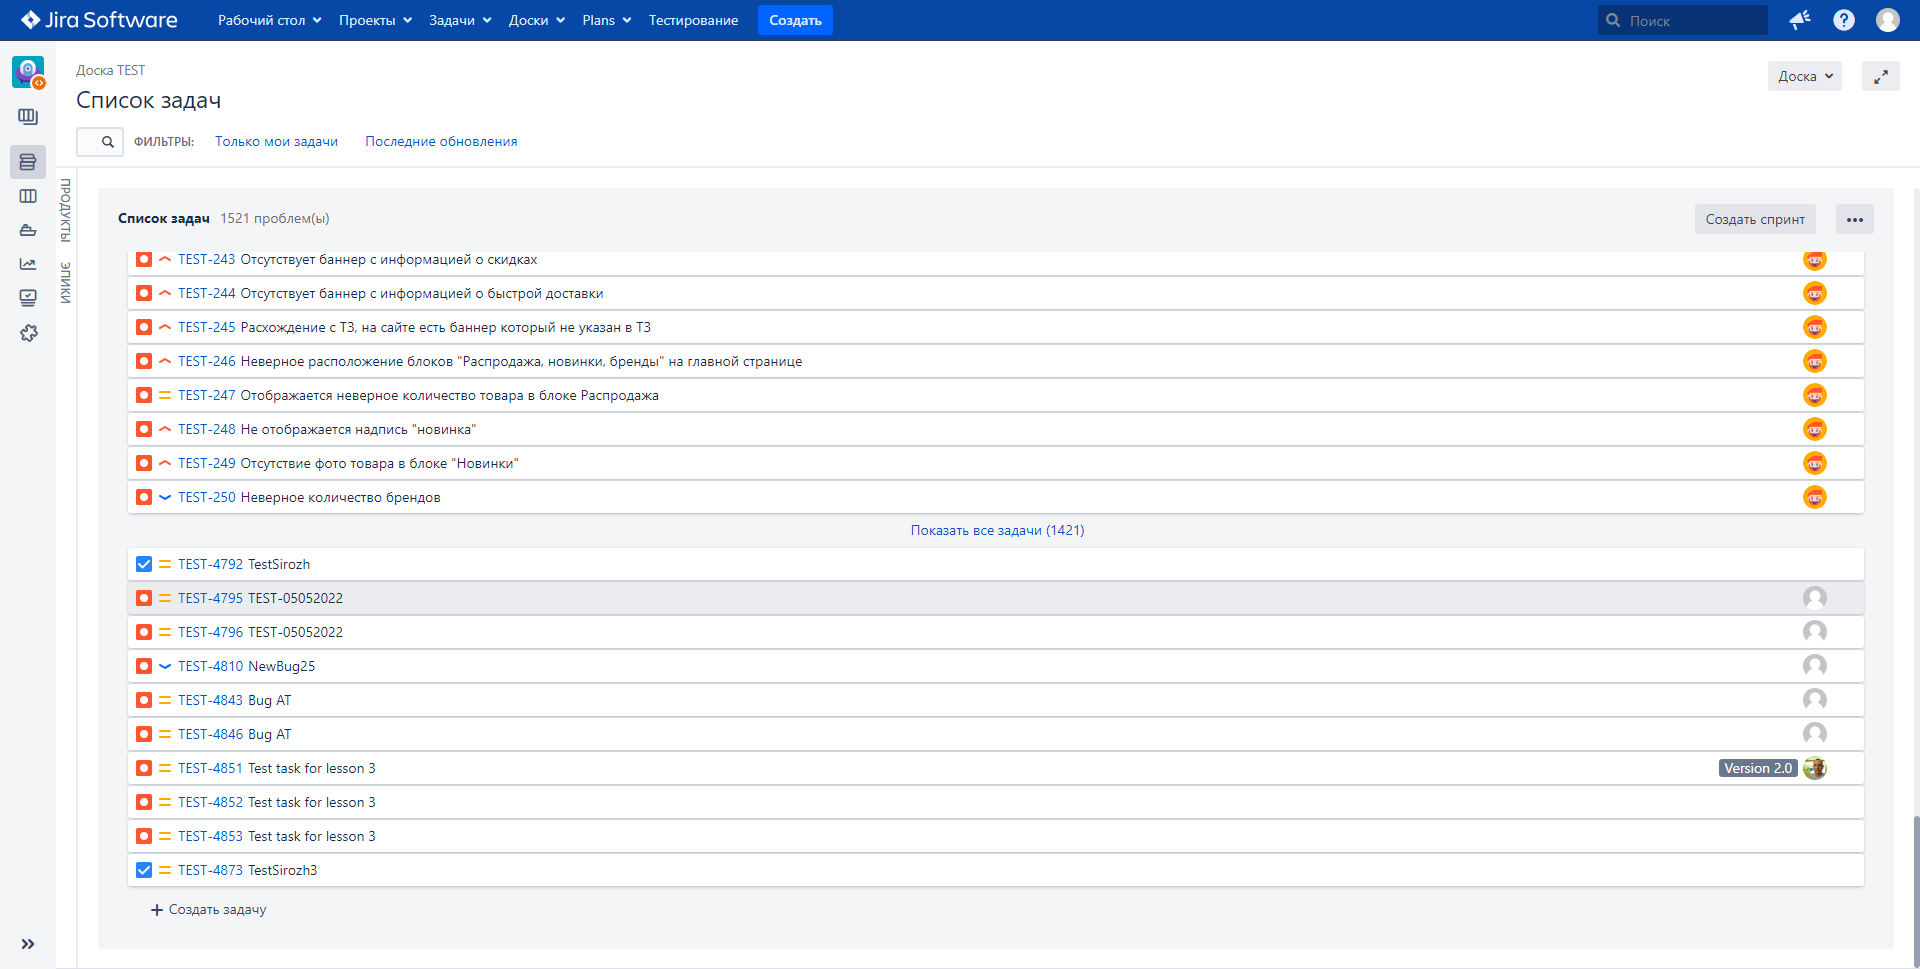 Jira Software Рабочий стол Проекты Задачи Доски Plans Тестирование Создать Поиск
Доска TEST
Список задач
Доска
ФИЛЬТРЫ: Только мои задачи Последние обновления
ПРОДУКТЫ
ЭПИКИ
Список задач 1521 проблем(ы) Создать спринт
TEST-243 Отсутствует баннер с информацией о скидках
TEST-244 Отсутствует баннер с информацией о быстрой доставки
TEST-245 Расхождение с ТЗ, на сайте есть баннер который не указан в ТЗ
TEST-246 Неверное расположение блоков "Распродажа, новинки, бренды" на главной странице
TEST-247 Отображается неверное количество товара в блоке Распродажа
TEST-248 Не отображается надпись "новинка"
TEST-249 Отсутствие фото товара в блоке "Новинки"
TEST-250 Неверное количество брендов
Показать все задачи (1421)
TEST-4792 TestSirozh
TEST-4795 TEST-05052022
TEST-4796 TEST-05052022
TEST-4810 NewBug25
TEST-4843 Bug AT
TEST-4846 Bug AT
TEST-4851 Test task for lesson 3 Version 2.0
TEST-4852 Test task for lesson 3
TEST-4853 Test task for lesson 3
TEST-4873 TestSirozh3
Создать задачу